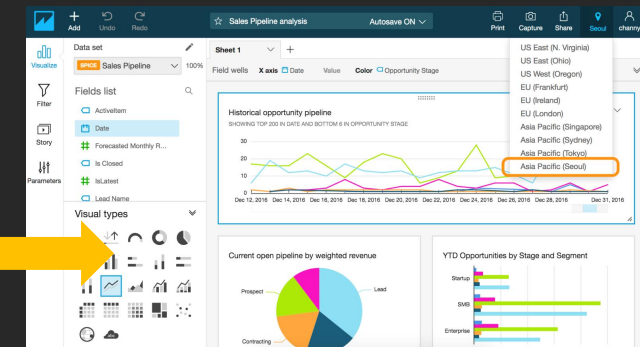 Add
Undo
Redo
Sales Pipeline analysis
Autosave ON
Print
Capture
Share
Seoul
channy
Visualize
Filter
Story
Parameters
Data set
SPICE Sales Pipeline 100%
Fields list
ActiveItem
Date
Forecasted Monthly R...
Is Closed
IsLatest
Lead Name
Visual types
Sheet 1
Field wells X axis Date Value Color Opportunity Stage
US East (N. Virginia)
US East (Ohio)
US West (Oregon)
EU (Frankfurt)
EU (Ireland)
EU (London)
Asia Pacific (Singapore)
Asia Pacific (Sydney)
Asia Pacific (Tokyo)
Asia Pacific (Seoul)
Historical opportunity pipeline
SHOWING TOP 200 IN DATE AND BOTTOM 6 IN OPPORTUNITY STAGE
30
20
10
0
Dec 12, 2016 Dec 14, 2016 Dec 16, 2016 Dec 18, 2016 Dec 20, 2016 Dec 22, 2016 Dec 24, 2016 Dec 26, 2016 Dec 28, 2016 Dec 31, 2016
Current open pipeline by weighted revenue
Prospect
Lead
Contracting
YTD Opportunities by Stage and Segment
Startup
SMB
Enterprise